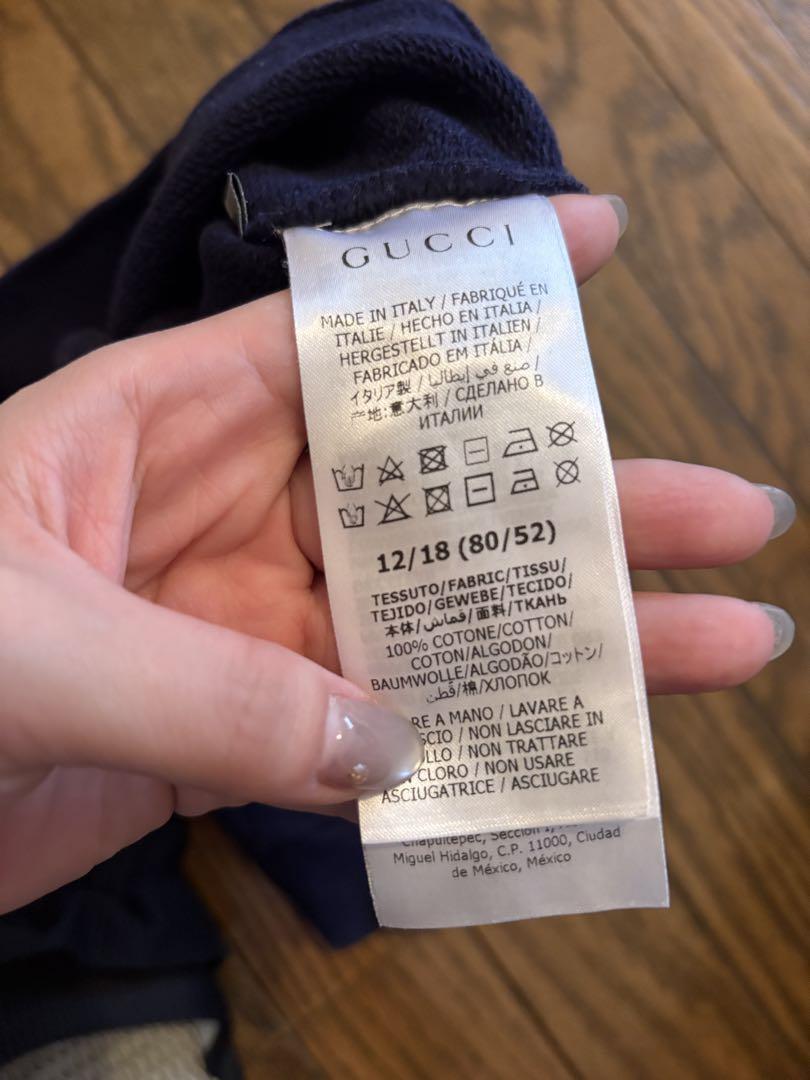 GUCCI
MADE IN ITALY / FABRIQUÉ EN
ITALIE / HECHO EN ITALIA /
HERGESTELLT IN ITALIEN /
FABRICADO EM ITÁLIA /
イタリア製 / صنع في إيطاليا /
产地:意大利 / СДЕЛАНО В
ИТАЛИИ
12/18 (80/52)
TESSUTO/FABRIC/TISSU/
TEJIDO/GEWEBE/TECIDO/
本体/قماش/面料/ТКАНЬ
100% COTONE/COTTON/
COTON/ALGODON/
BAUMWOLLE/ALGODÃO/コットン/
قطن/棉/ХЛОПОК
A MANO / LAVARE A
/ NON LASCIARE IN
/ NON TRATTARE
CLORO / NON USARE
ASCIUGATRICE / ASCIUGARE
Chapultepec, Sección
Miguel Hidalgo, C.P. 11000, Ciudad
de México, México